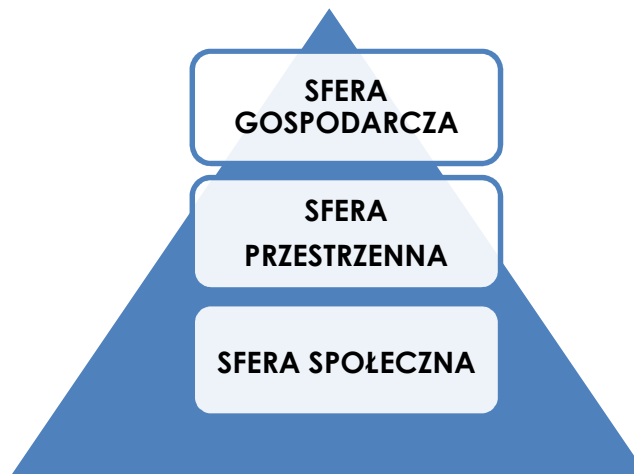 SFERA
GOSPODARCZA
SFERA
PRZESTRZENNA
SFERA SPOŁECZNA